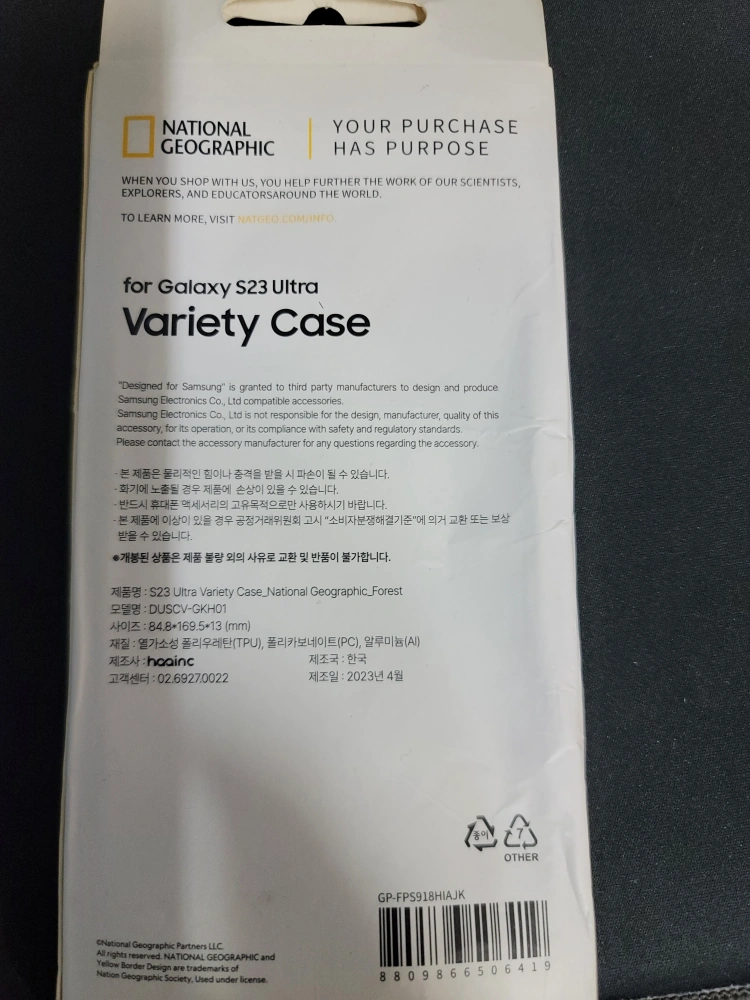 NATIONAL
GEOGRAPHIC
YOUR PURCHASE
HAS PURPOSE
WHEN YOU SHOP WITH US, YOU HELP FURTHER THE WORK OF OUR SCIENTISTS,
EXPLORERS, AND EDUCATORSAROUND THE WORLD.
TO LEARN MORE, VISIT NATGEO.COM/INFO
for Galaxy S23 Ultra
Variety Case
"Designed for Samsung" is granted to third party manufacturers to design and produce
Samsung Electronics Co., Ltd compatible accessories.
Samsung Electronics Co., Ltd is not responsible for the design, manufacturer, quality of this
accessory, for its operation, or its compliance with safety and regulatory standards.
Please contact the accessory manufacturer for any questions regarding the accessory.
- 본 제품은 물리적인 힘이나 충격을 받을 시 파손이 될 수 있습니다.
- 화기에 노출될 경우 제품에 손상이 있을 수 있습니다.
- 반드시 휴대폰 액세서리의 고유목적으로만 사용하시기 바랍니다.
- 본 제품에 이상이 있을 경우 공정거래위원회 고시 "소비자분쟁해결기준"에 의거 교환 또는 보상
받을 수 있습니다.
※개봉된 상품은 제품 불량 외의 사유로 교환 및 반품이 불가합니다.
제품명 : S23 Ultra Variety Case_National Geographic_Forest
모델명 : DUSCV-GKH01
사이즈 : 84.8*169.5*13 (mm)
재질 : 열가소성 폴리우레탄(TPU), 폴리카보네이트(PC), 알루미늄(Al)
제조사 : haainc 제조국 : 한국
고객센터 : 02.6927.0022 제조일 : 2023년 4월
종이 7
OTHER
GP-FPS918HIAJK
8809866506419
©National Geographic Partners LLC.
All rights reserved. NATIONAL GEOGRAPHIC and
Yellow Border Design are trademarks of
Nation Geographic Society, Used under license.